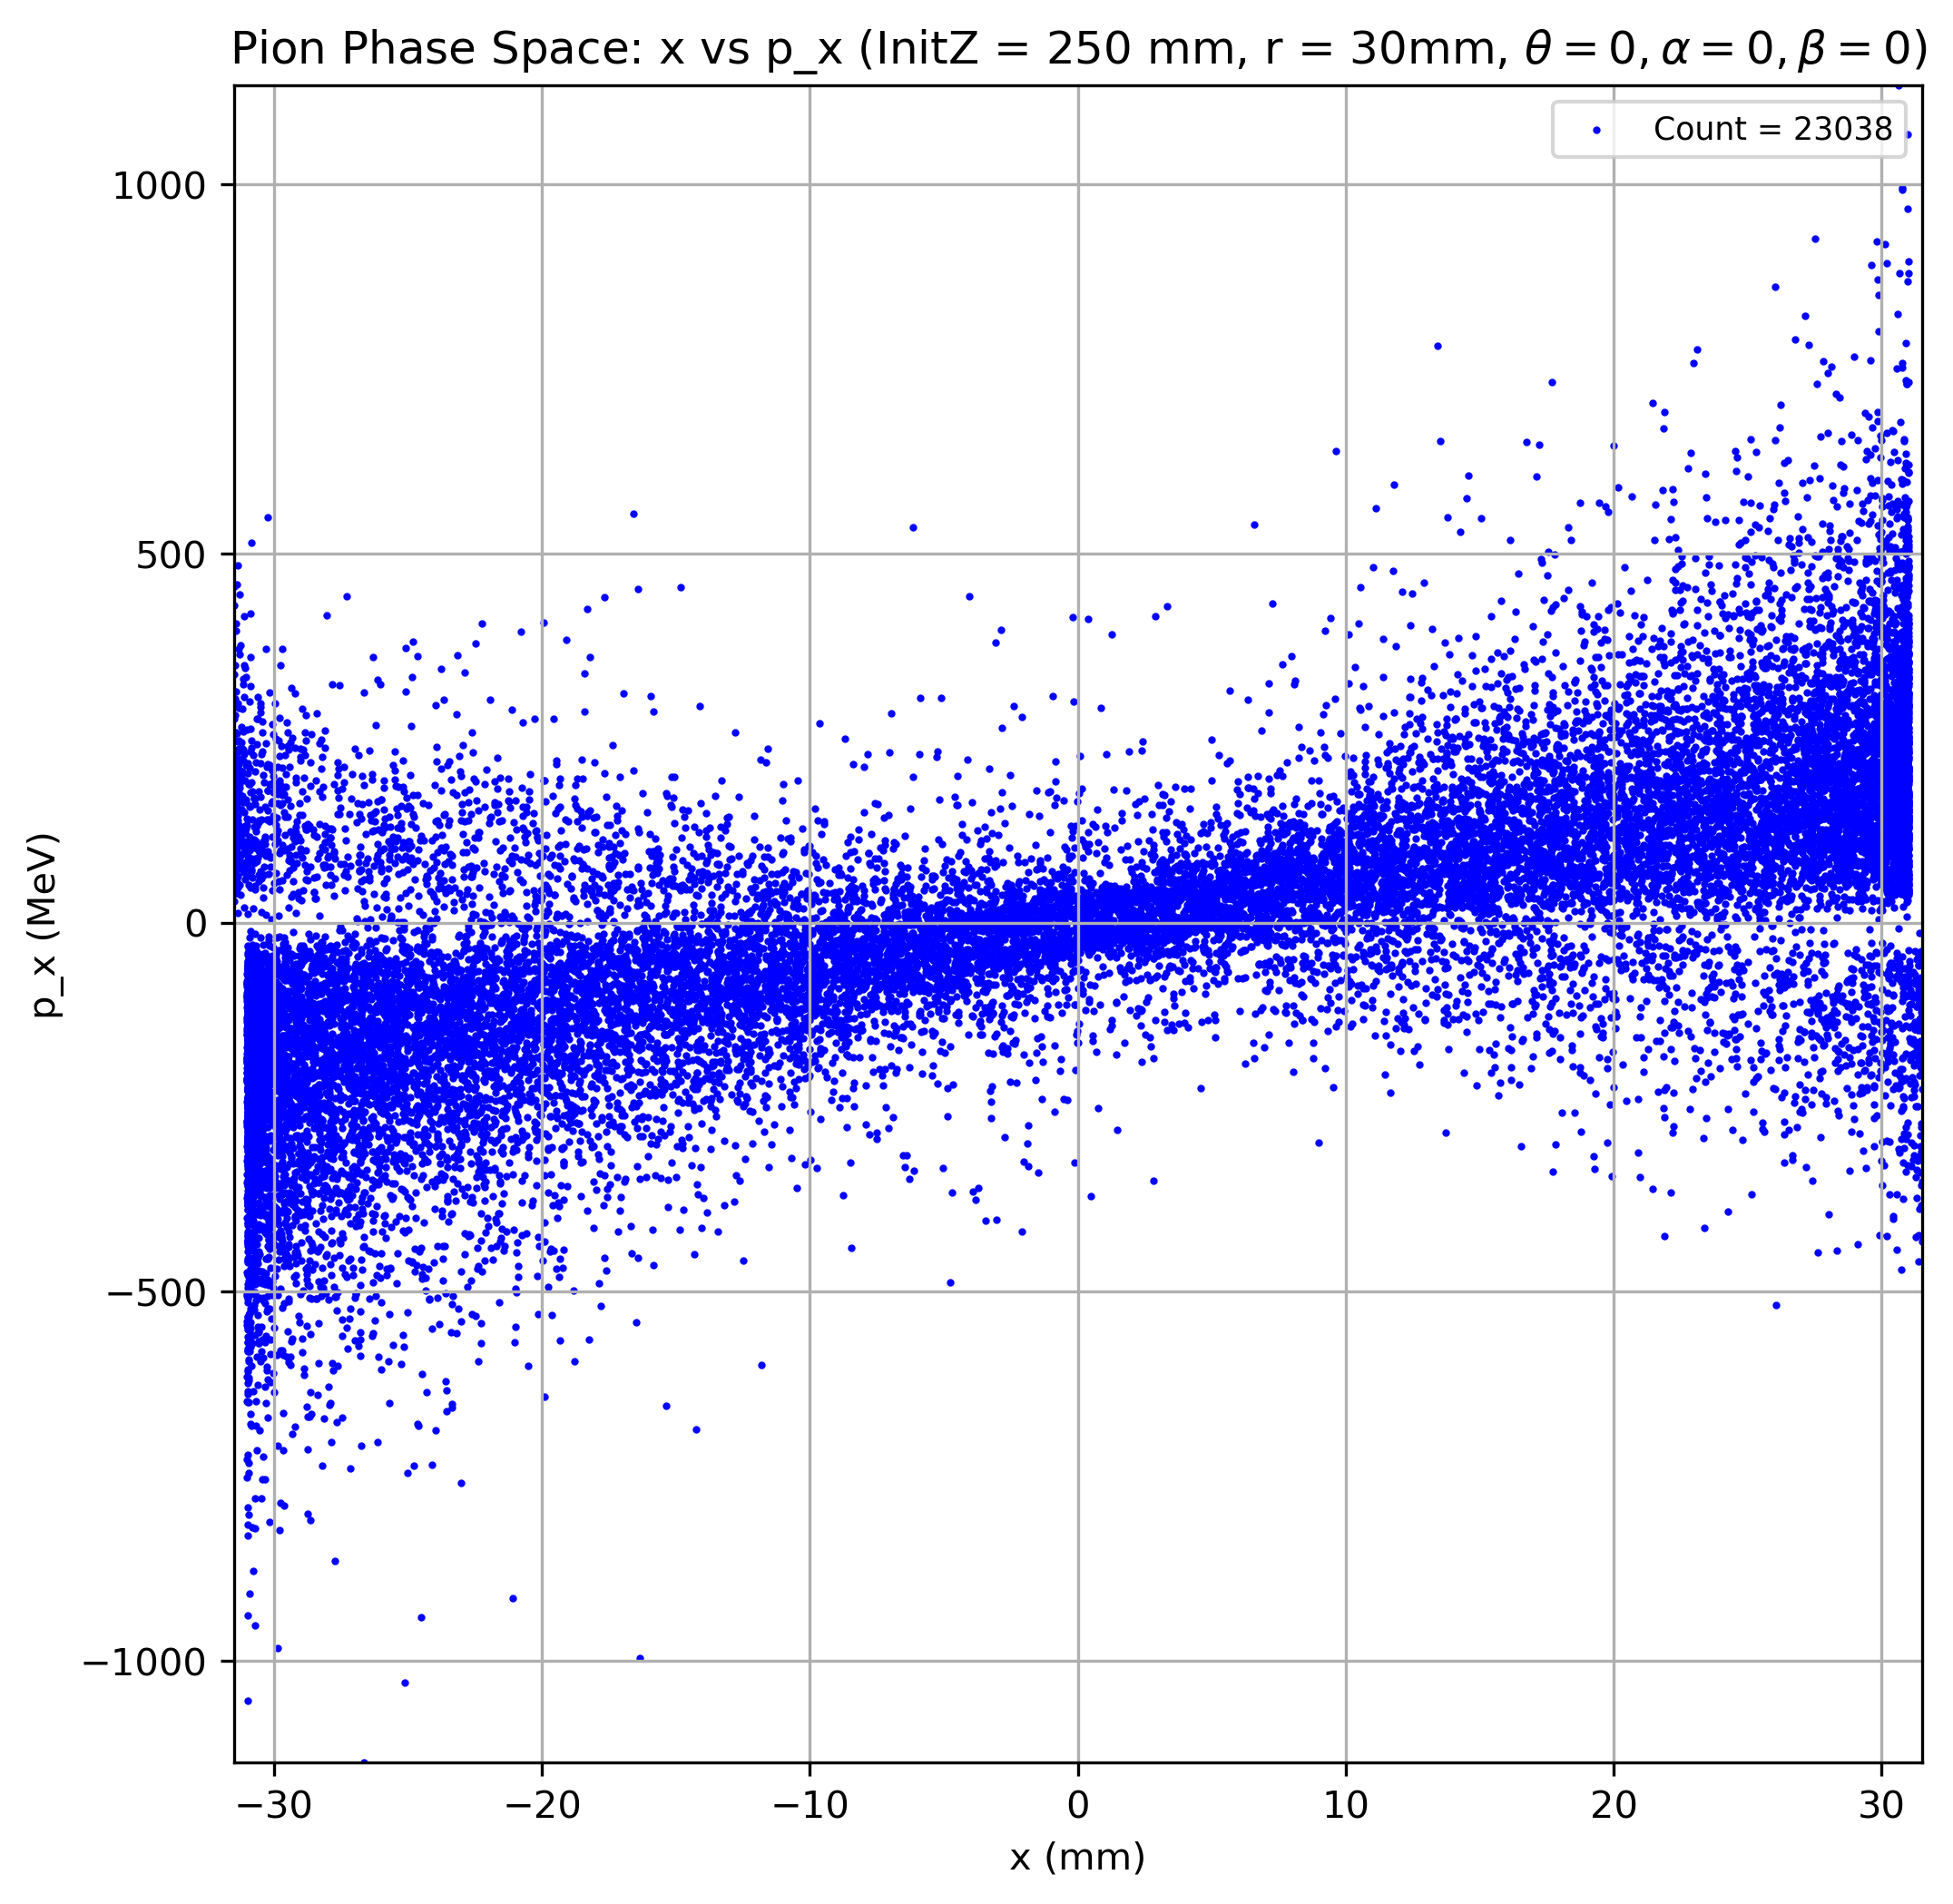 Pion Phase Space: x vs p_x (InitZ = 250 mm, r = 30mm, θ = 0, α = 0, β = 0)
Count = 23038
1000
500
0
−500
−1000
p_x (MeV)
−30 −20 −10 0 10 20 30
x (mm)